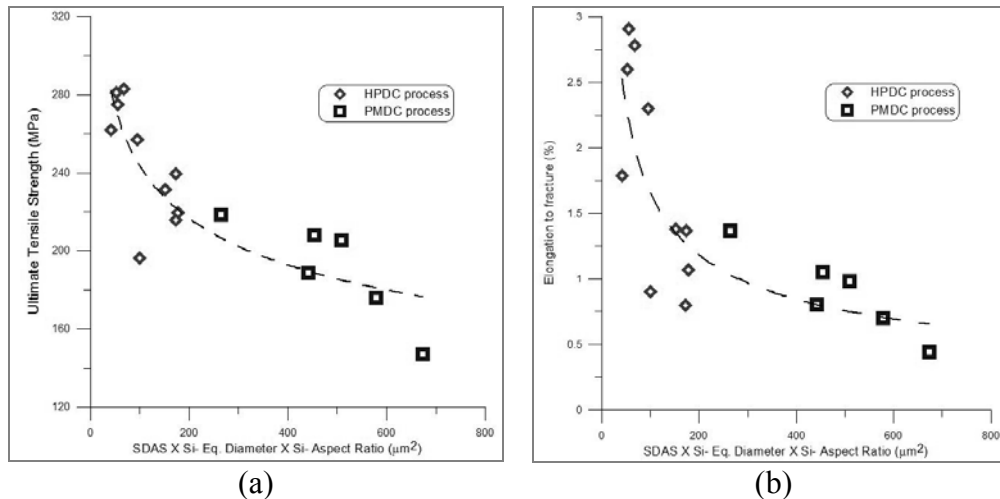 320
280
240
200
160
120
Ultimate Tensile Strength (MPa)
HPDC process
PMDC process
0
200
400
600
800
SDAS X Si- Eq. Diameter X Si- Aspect Ratio (μm²)
(a)
3
2.5
2
1.5
1
0.5
0
Elongation to fracture (%)
HPDC process
PMDC process
0
200
400
600
800
SDAS X Si- Eq. Diameter X Si- Aspect Ratio (μm²)
(b)